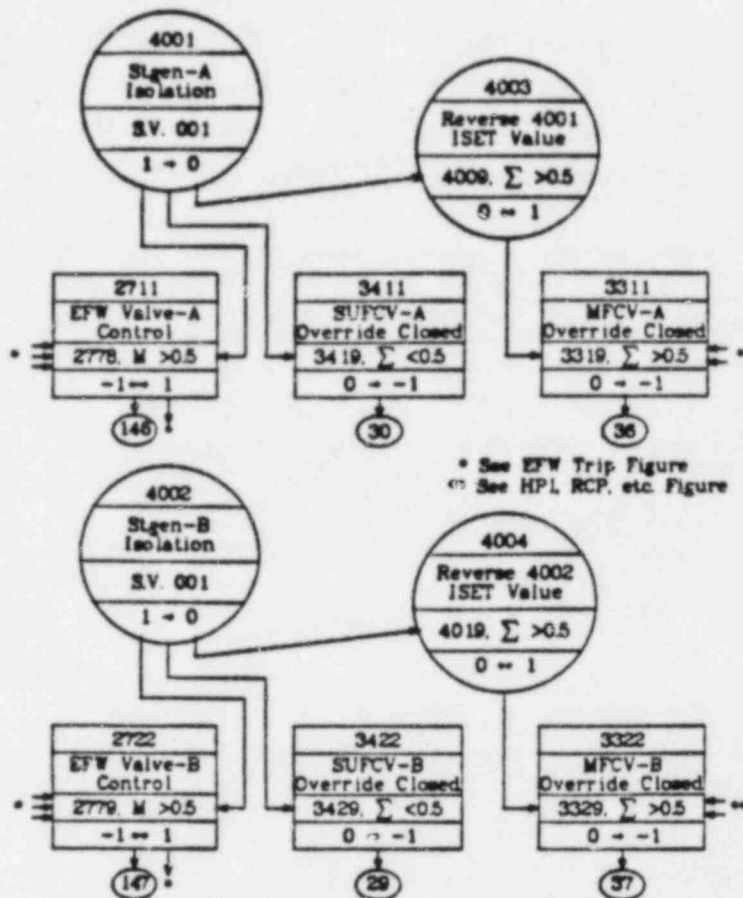 4001
Stgen-A
Isolation
S.V. 001
1 → 0
4003
Reverse 4001
ISET Value
4009, Σ >0.5
0 ↔ 1
2711
EFW Valve-A
Control
* 2778, M >0.5
-1 ↔ 1
146 *
3411
SUFCV-A
Override Closed
3419, Σ <0.5
0 → -1
30
3311
MFCV-A
Override Closed
3319, Σ >0.5
0 → -1
36
* See EFW Trip Figure
** See HPI, RCP, etc. Figure
4002
Stgen-B
Isolation
S.V. 001
1 → 0
4004
Reverse 4002
ISET Value
4019, Σ >0.5
0 ↔ 1
2722
EFW Valve-B
Control
* 2779, M >0.5
-1 ↔ 1
147 *
3422
SUFCV-B
Override Closed
3429, Σ <0.5
0 → -1
29
3322
MFCV-B
Override Closed
3329, Σ >0.5 **
0 → -1
37